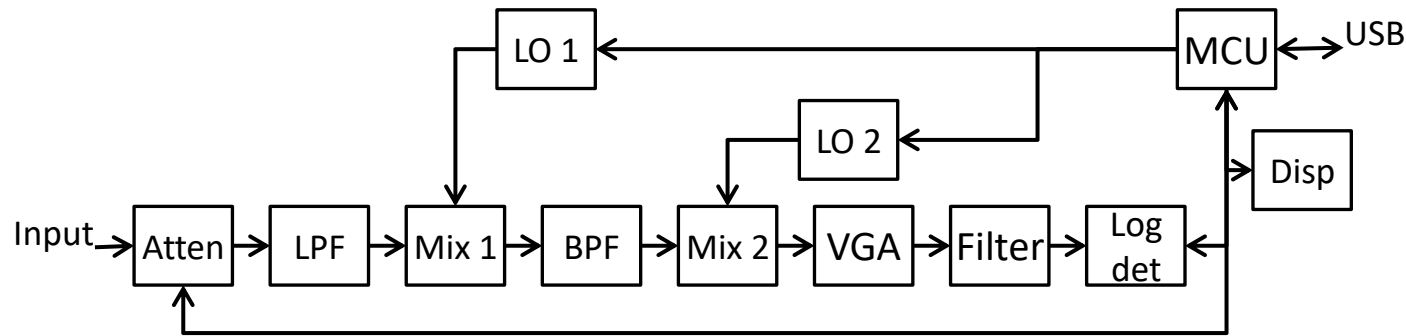 LO 1
MCU
USB
LO 2
Disp
Input
Atten
LPF
Mix 1
BPF
Mix 2
VGA
Filter
Log
det